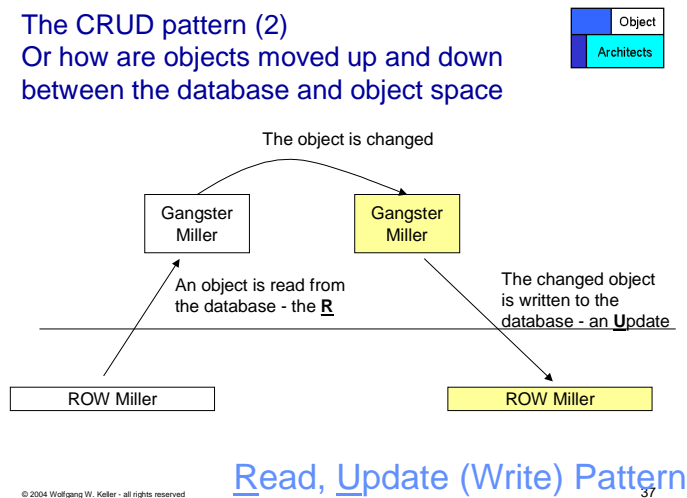 The CRUD pattern (2)
Or how are objects moved up and down
between the database and object space
Object
Architects
The object is changed
Gangster
Miller
Gangster
Miller
An object is read from
the database - the R
The changed object
is written to the
database - an Update
ROW Miller
ROW Miller
Read, Update (Write) Pattern
© 2004 Wolfgang W. Keller - all rights reserved
37